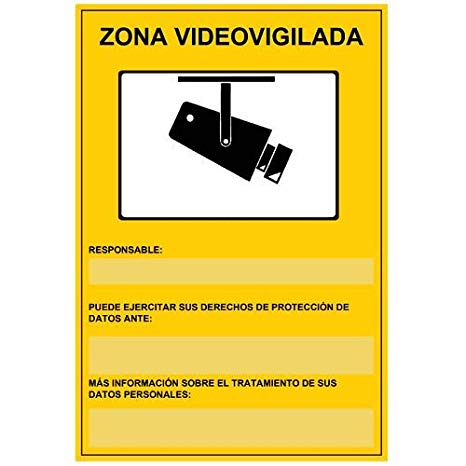 ZONA VIDEOVIGILADA
RESPONSABLE:
PUEDE EJERCITAR SUS DERECHOS DE PROTECCIÓN DE
DATOS ANTE:
MÁS INFORMACIÓN SOBRE EL TRATAMIENTO DE SUS
DATOS PERSONALES: